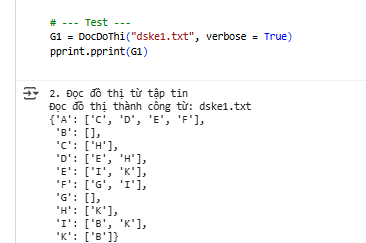 # --- Test ---
G1 = DocDoThi("dske1.txt", verbose = True)
pprint.pprint(G1)
2. Đọc đồ thị từ tập tin
Đọc đồ thị thành công từ: dske1.txt
{'A': ['C', 'D', 'E', 'F'],
'B': [],
'C': ['H'],
'D': ['E', 'H'],
'E': ['I', 'K'],
'F': ['G', 'I'],
'G': [],
'H': ['K'],
'I': ['B', 'K'],
'K': ['B']}